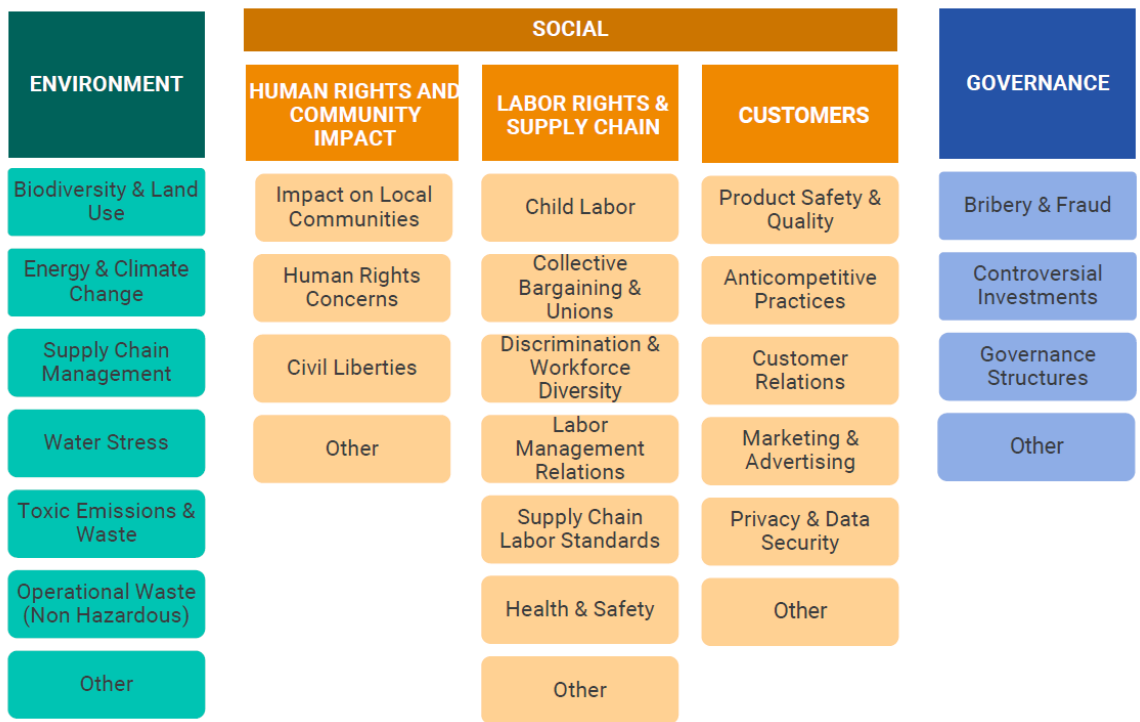 ENVIRONMENT
Biodiversity & Land
Use
Energy & Climate
Change
Supply Chain
Management
Water Stress
Toxic Emissions &
Waste
Operational Waste
(Non Hazardous)
Other
SOCIAL
HUMAN RIGHTS AND
COMMUNITY
IMPACT
Impact on Local
Communities
Human Rights
Concerns
Civil Liberties
Other
LABOR RIGHTS &
SUPPLY CHAIN
Child Labor
Collective
Bargaining &
Unions
Discrimination &
Workforce
Diversity
Labor
Management
Relations
Supply Chain
Labor Standards
Health & Safety
Other
CUSTOMERS
Product Safety &
Quality
Anticompetitive
Practices
Customer
Relations
Marketing &
Advertising
Privacy & Data
Security
Other
GOVERNANCE
Bribery & Fraud
Controversial
Investments
Governance
Structures
Other